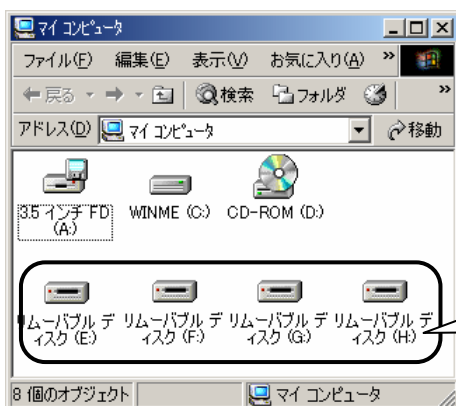 マイ コンピュータ
ファイル(F) 編集(E) 表示(V) お気に入り(A) »
戻る 検索 フォルダ »
アドレス(D) マイ コンピュータ 移動
3.5 インチ FD (A:)
WINME (C:)
CD-ROM (D:)
リムーバブル ディスク (E:)
リムーバブル ディスク (F:)
リムーバブル ディスク (G:)
リムーバブル ディスク (H:)
8 個のオブジェクト マイ コンピュータ